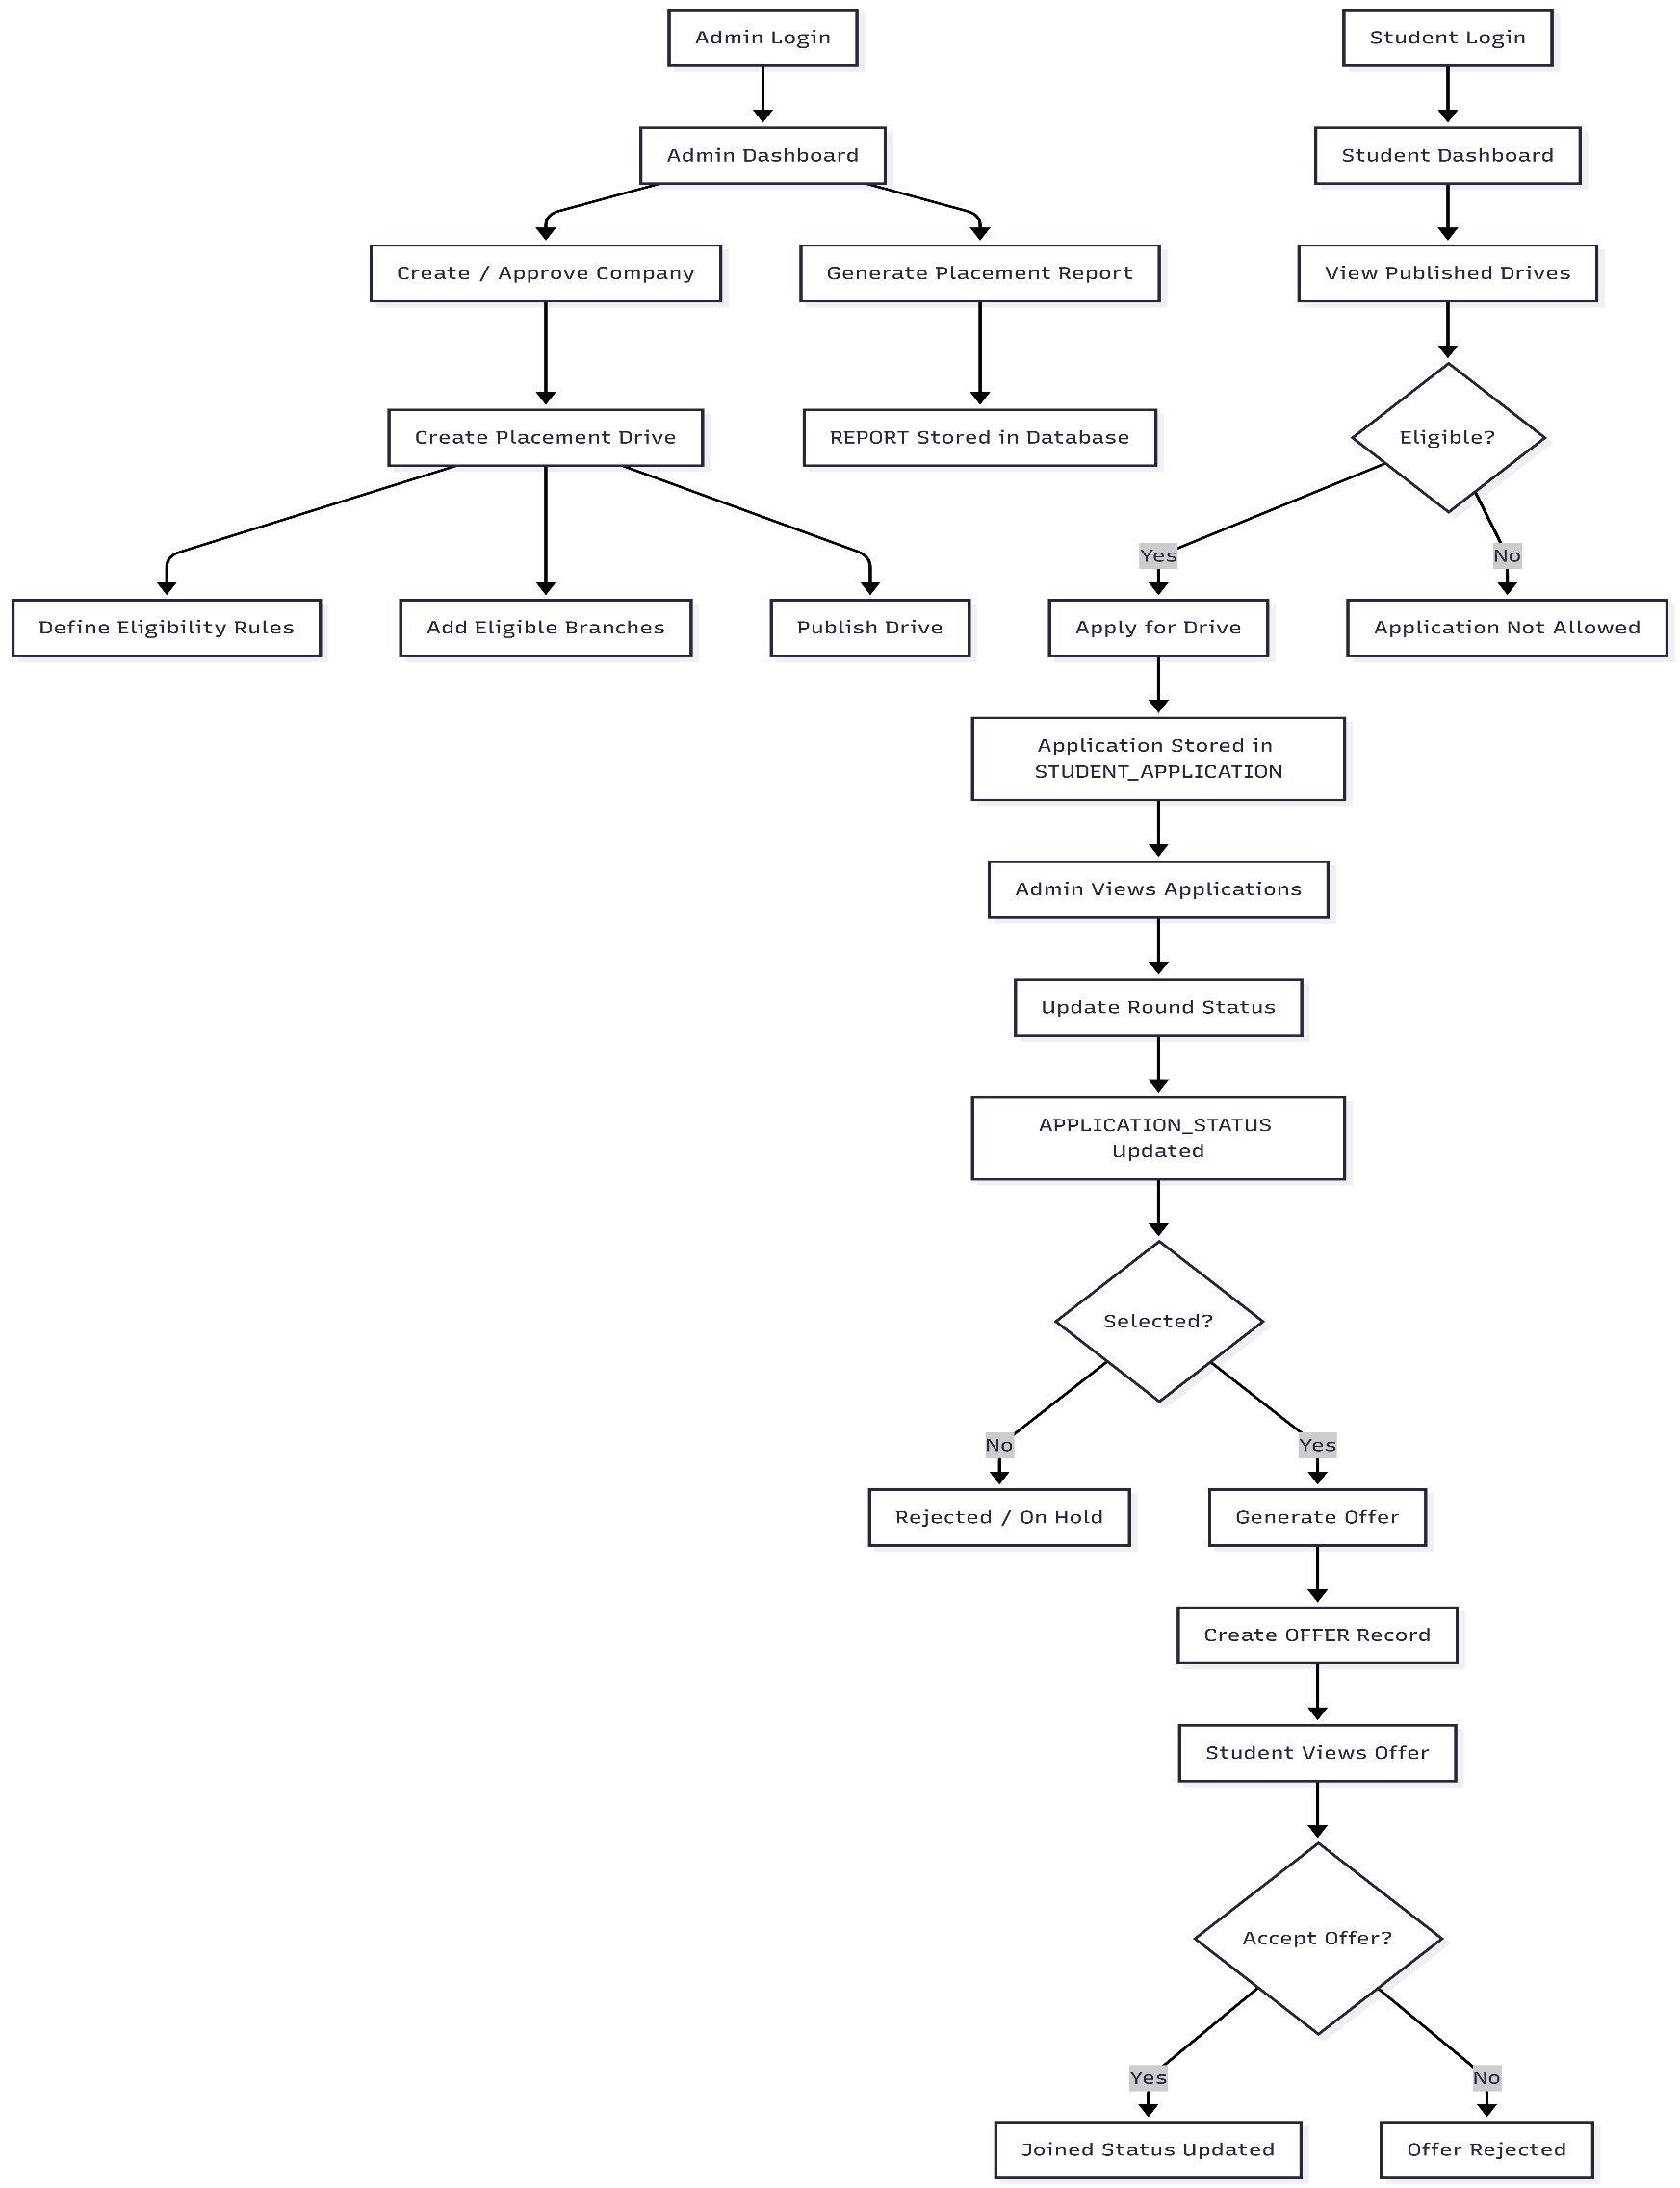 Admin Login
Student Login
Admin Dashboard
Student Dashboard
Create / Approve Company
Generate Placement Report
View Published Drives
Create Placement Drive
REPORT Stored in Database
Eligible?
Yes
No
Define Eligibility Rules
Add Eligible Branches
Publish Drive
Apply for Drive
Application Not Allowed
Application Stored in
STUDENT_APPLICATION
Admin Views Applications
Update Round Status
APPLICATION_STATUS
Updated
Selected?
No
Yes
Rejected / On Hold
Generate Offer
Create OFFER Record
Student Views Offer
Accept Offer?
Yes
No
Joined Status Updated
Offer Rejected